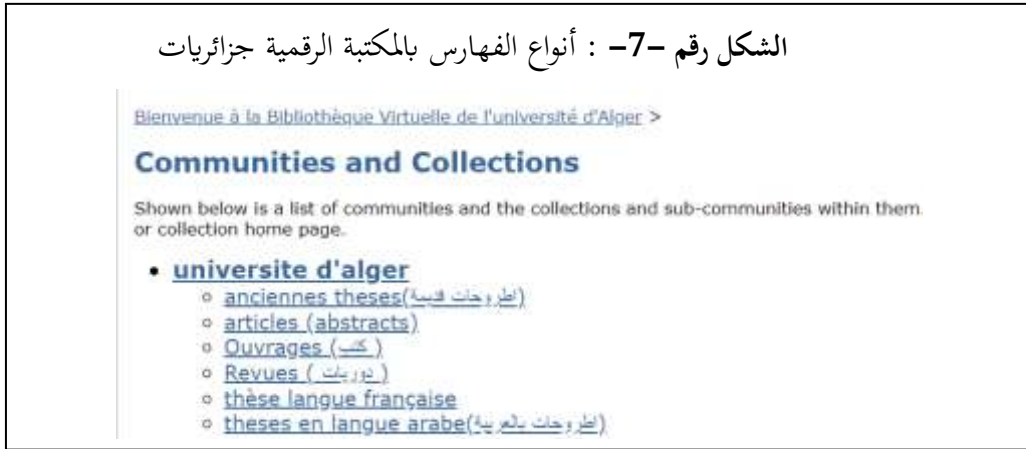 الشكل رقم –7– : أنواع الفهارس بالمكتبة الرقمية جزائريات
Bienvenue à la Bibliothèque Virtuelle de l'université d'Alger >
Communities and Collections
Shown below is a list of communities and the collections and sub-communities within them
or collection home page.
• universite d'alger
anciennes theses(اطروحات قديمة)
articles (abstracts)
Ouvrages (كتب )
Revues ( دوريات )
thèse langue française
theses en langue arabe(اطروحات بالعربية)